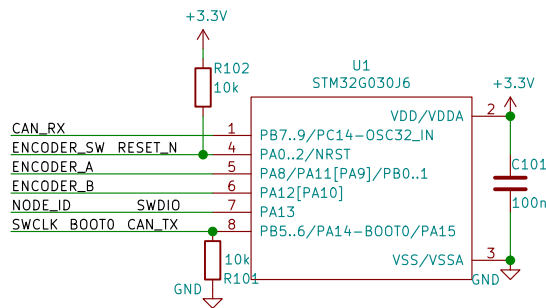 +3.3V
R102
10k
U1
STM32G030J6
+3.3V
VDD/VDDA 2
CAN_RX 1 PB7..9/PC14-OSC32_IN
ENCODER_SW RESET_N 4 PA0..2/NRST
ENCODER_A 5 PA8/PA11[PA9]/PB0..1
C101
ENCODER_B 6 PA12[PA10]
NODE_ID SWDIO 7 PA13
100n
SWCLK BOOT0 CAN_TX 8 PB5..6/PA14-BOOT0/PA15
10k
VSS/VSSA 3
R101
GND
GND